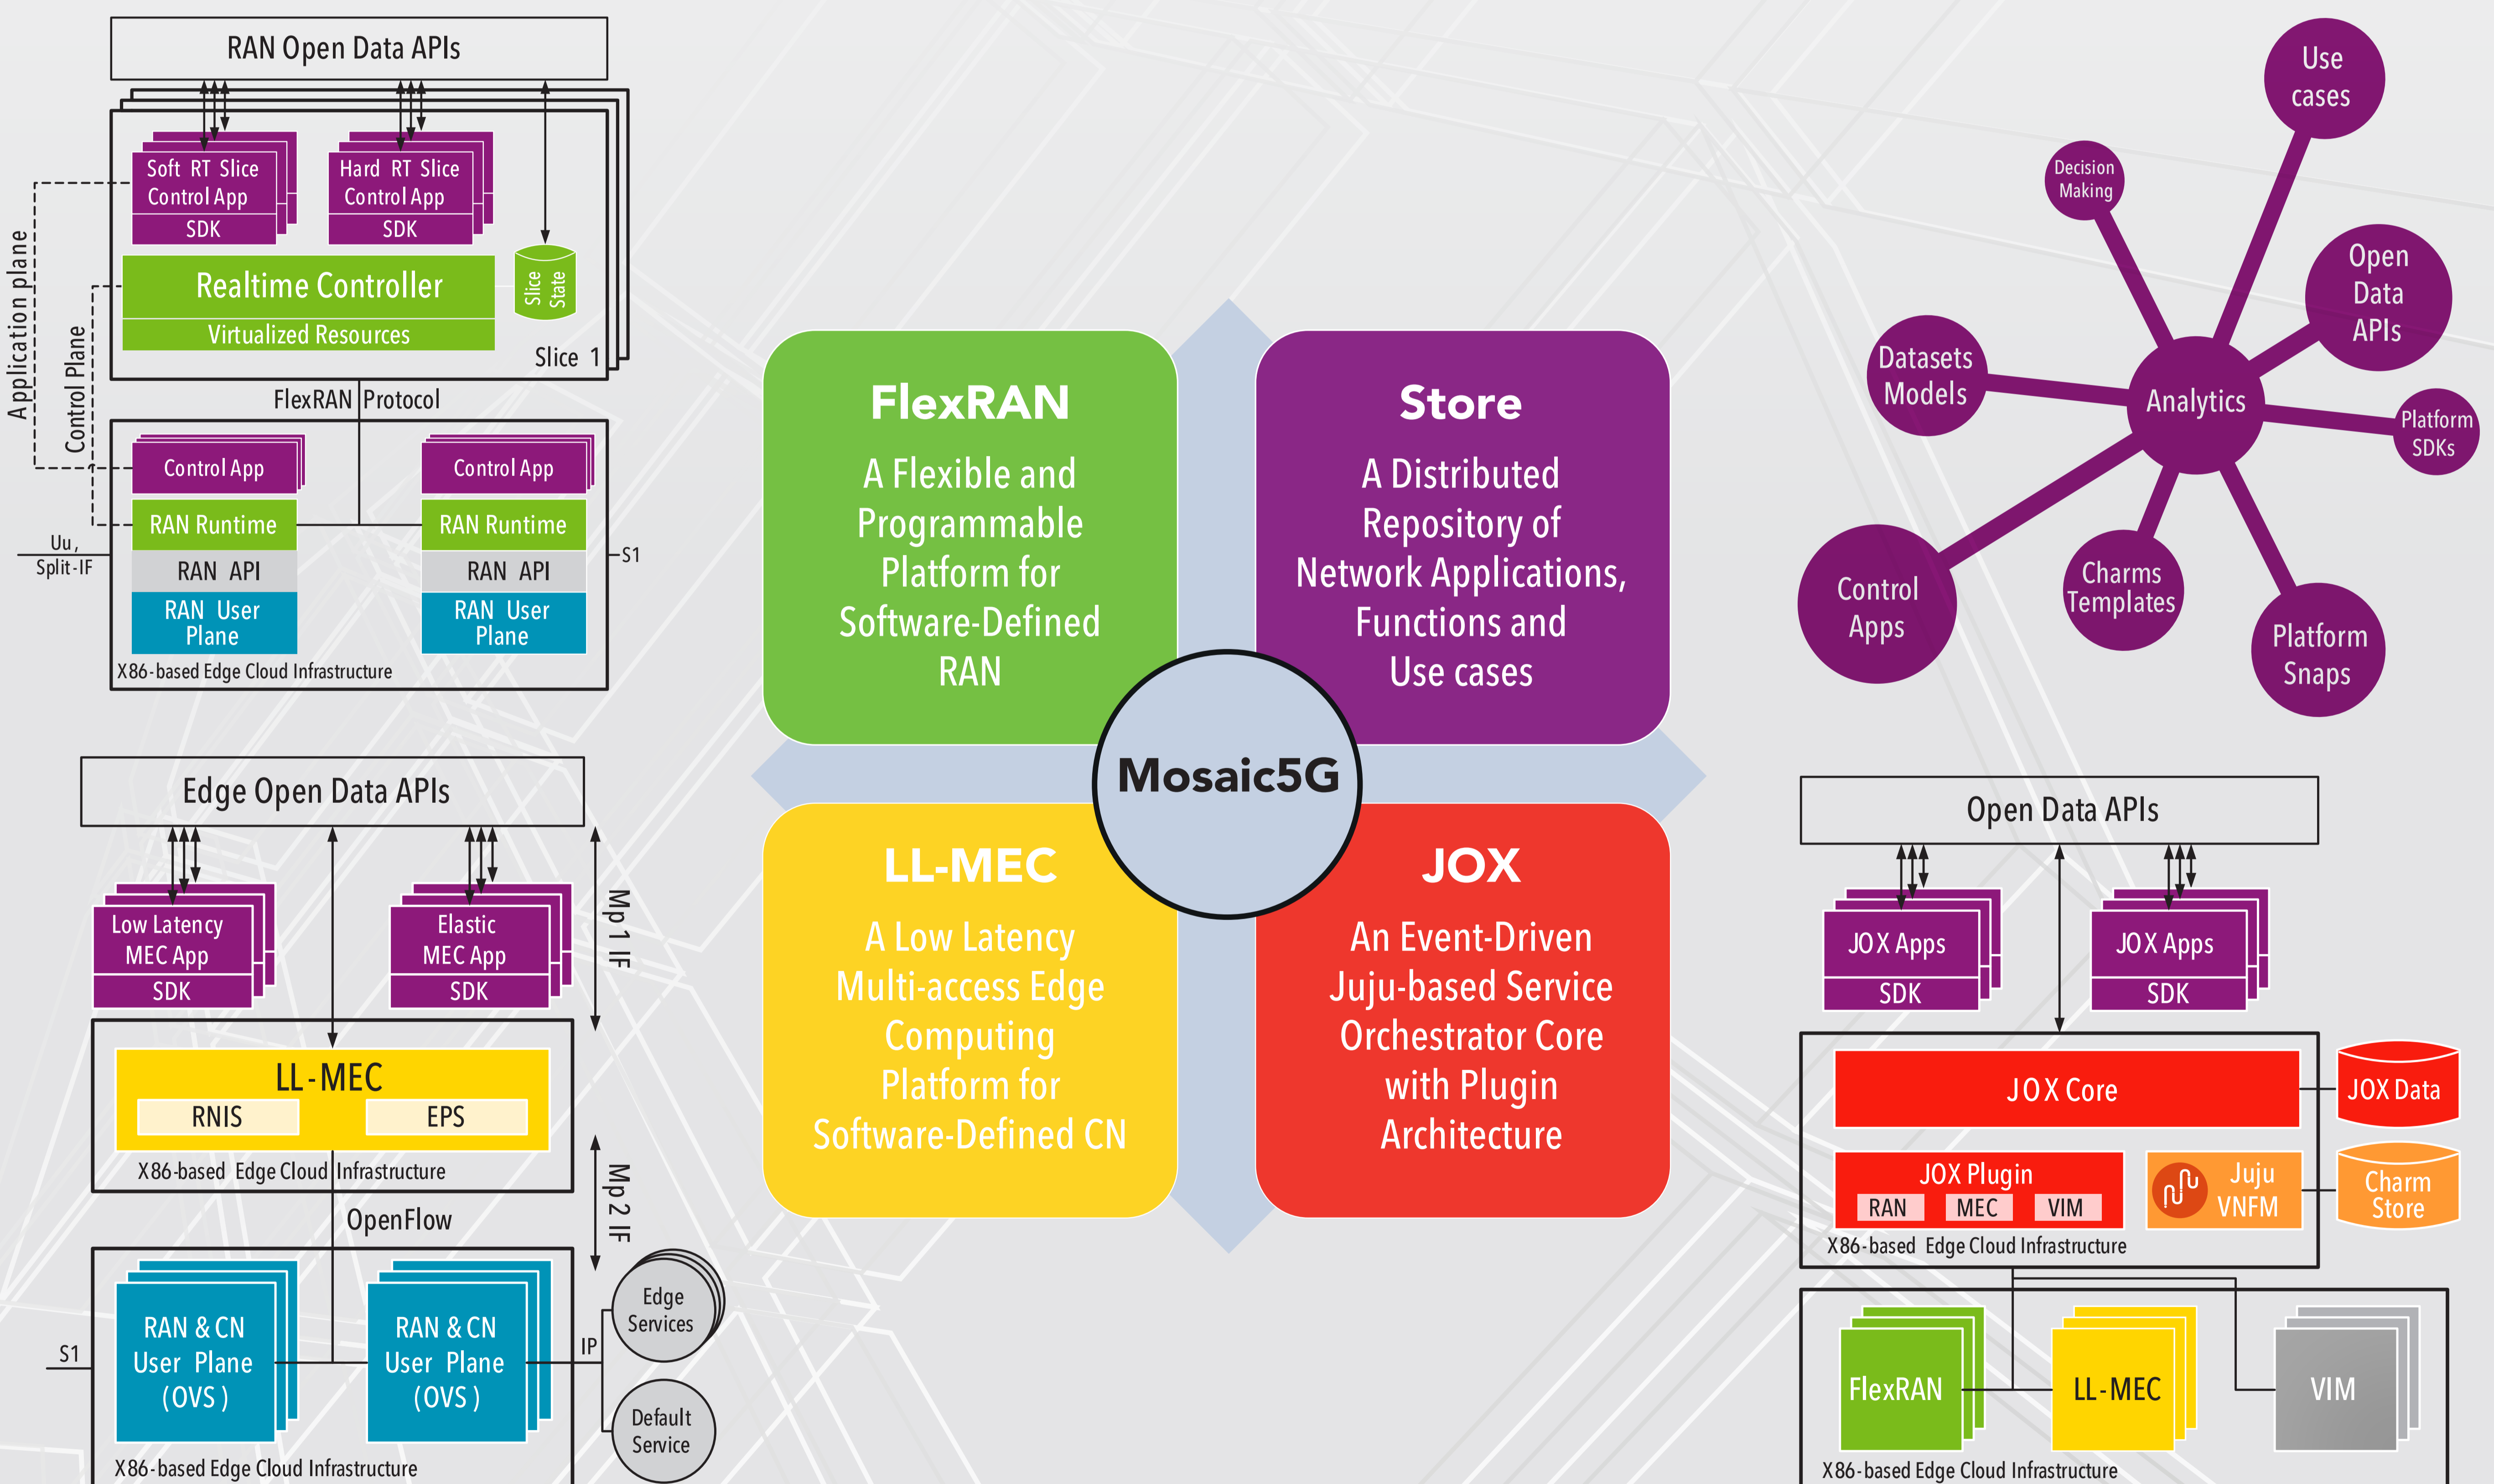 RAN Open Data APIs
Soft RT Slice
Control App
SDK
Hard RT Slice
Control App
SDK
Realtime Controller
Virtualized Resources
Slice
State
Slice 1
Application plane
Control Plane
FlexRAN Protocol
Control App
Control App
RAN Runtime
RAN Runtime
RAN API
RAN API
RAN User
Plane
RAN User
Plane
Uu,
Split-IF
S1
X86-based Edge Cloud Infrastructure
FlexRAN
A Flexible and
Programmable
Platform for
Software-Defined
RAN
Store
A Distributed
Repository of
Network Applications,
Functions and
Use cases
Mosaic5G
LL-MEC
A Low Latency
Multi-access Edge
Computing
Platform for
Software-Defined CN
JOX
An Event-Driven
Juju-based Service
Orchestrator Core
with Plugin
Architecture
Use
cases
Decision
Making
Open
Data
APIs
Datasets
Models
Analytics
Platform
SDKs
Control
Apps
Charms
Templates
Platform
Snaps
Edge Open Data APIs
Low Latency
MEC App
SDK
Elastic
MEC App
SDK
Mp1 IF
LL-MEC
RNIS
EPS
X86-based Edge Cloud Infrastructure
Mp2 IF
OpenFlow
RAN & CN
User Plane
(OVS)
RAN & CN
User Plane
(OVS)
S1
IP
Edge
Services
Default
Service
X86-based Edge Cloud Infrastructure
Open Data APIs
JOX Apps
SDK
JOX Apps
SDK
JOX Core
JOX Data
JOX Plugin
RAN
MEC
VIM
Juju
VNFM
Charm
Store
X86-based Edge Cloud Infrastructure
FlexRAN
LL-MEC
VIM
X86-based Edge Cloud Infrastructure